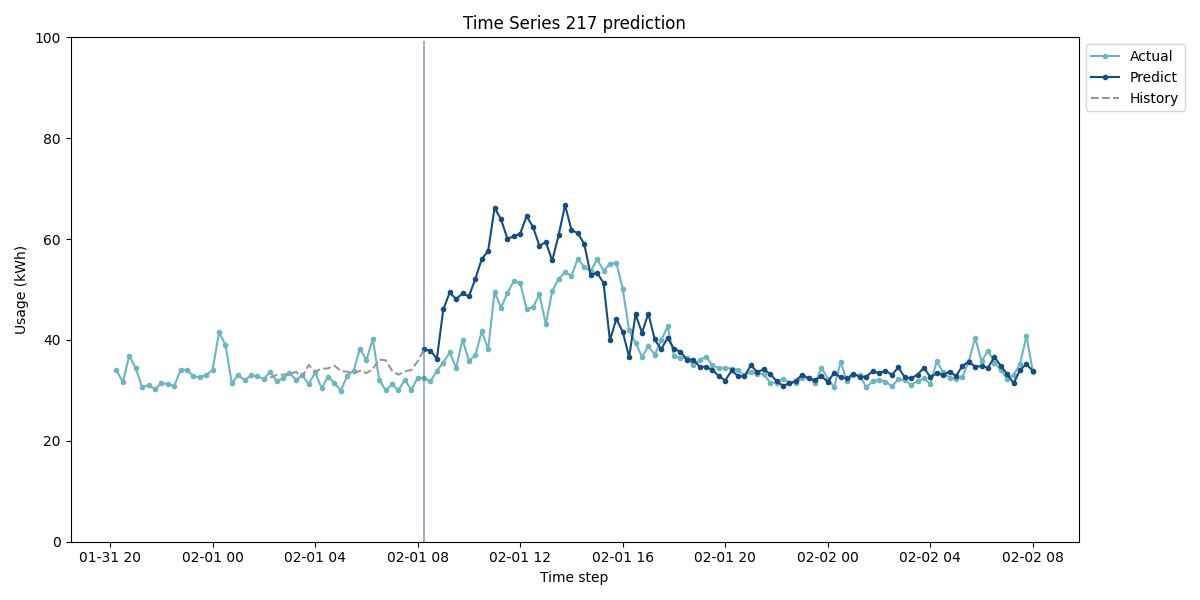 Time Series 217 prediction
Usage (kWh)
100
80
60
40
20
0
01-31 20
02-01 00
02-01 04
02-01 08
02-01 12
02-01 16
02-01 20
02-02 00
02-02 04
02-02 08
Time step
Actual
Predict
History